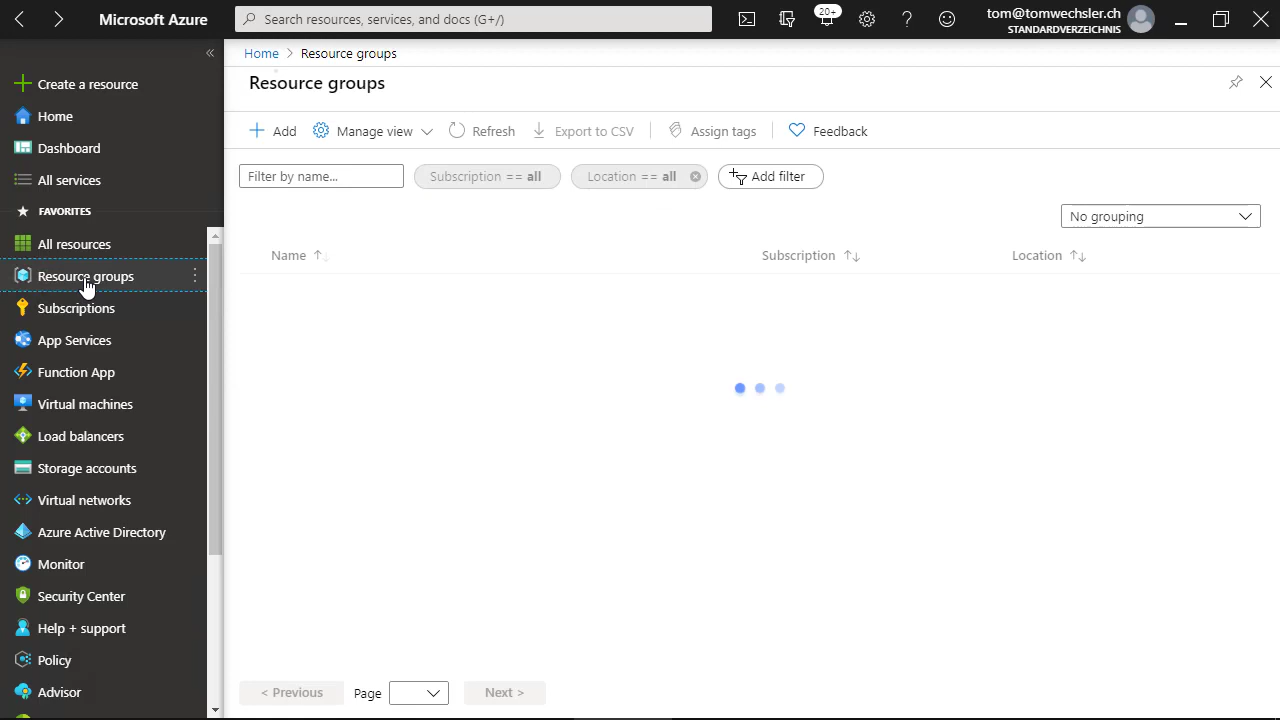 Microsoft Azure
Search resources, services, and docs (G+/)
20+
tom@tomwechsler.ch
STANDARDVERZEICHNIS
Create a resource
Home
Dashboard
All services
FAVORITES
All resources
Resource groups
Subscriptions
App Services
Function App
Virtual machines
Load balancers
Storage accounts
Virtual networks
Azure Active Directory
Monitor
Security Center
Help + support
Policy
Advisor
Home > Resource groups
Resource groups
Add
Manage view
Refresh
Export to CSV
Assign tags
Feedback
Filter by name...
Subscription == all
Location == all
Add filter
No grouping
Name
Subscription
Location
< Previous
Page
Next >